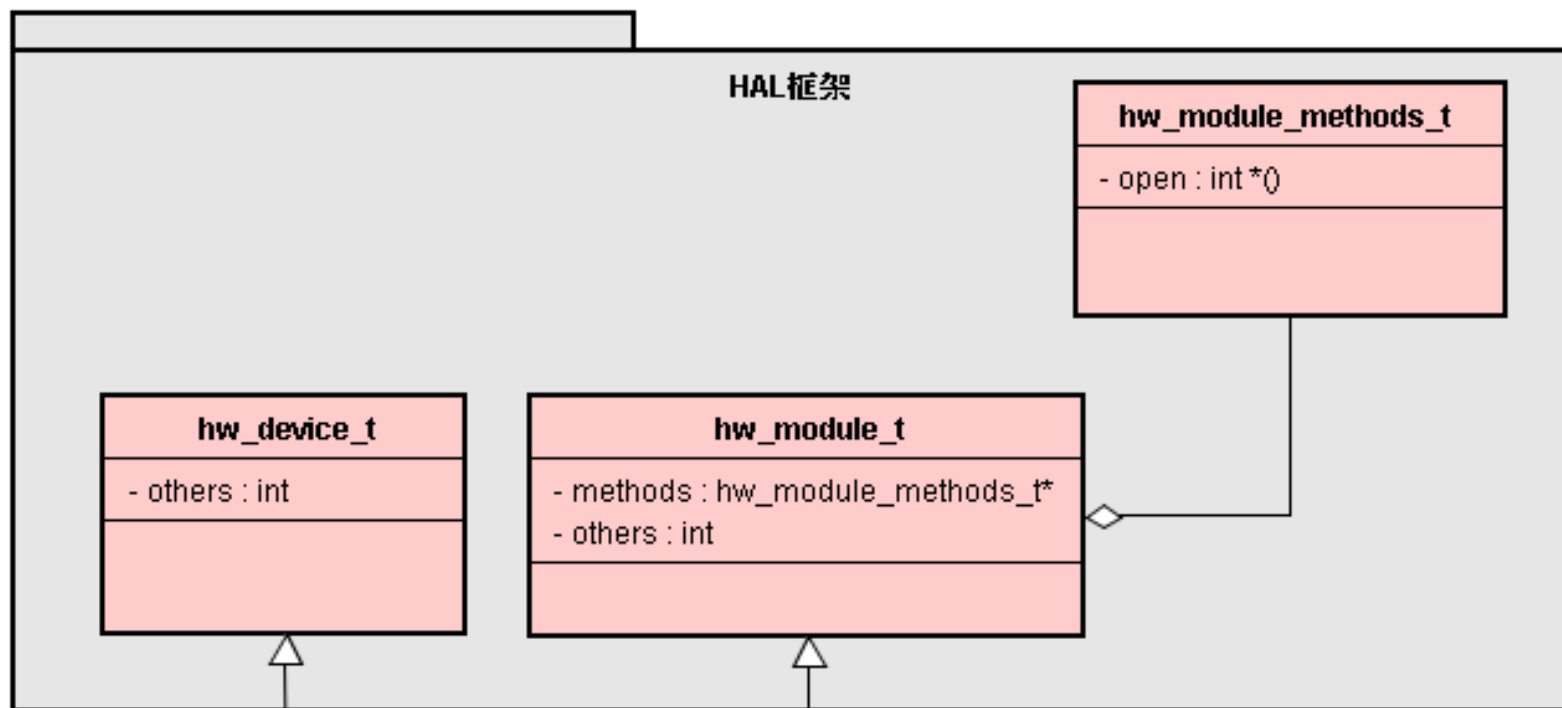 HAL框架
hw_module_methods_t
- open : int *()
hw_device_t
- others : int
hw_module_t
- methods : hw_module_methods_t*
- others : int